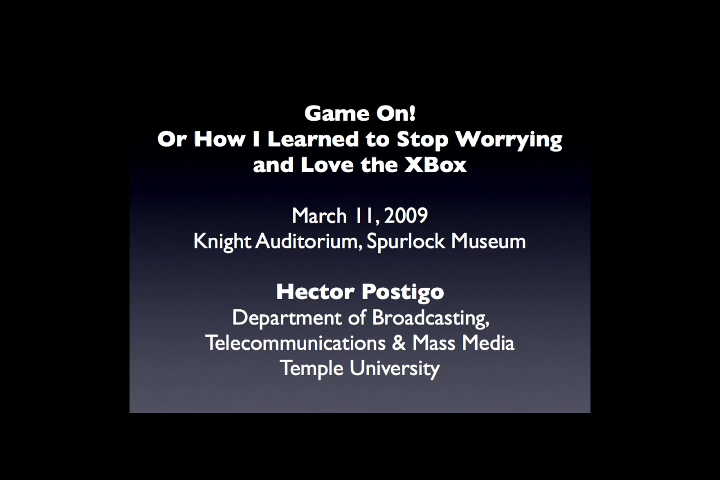 Game On!
Or How I Learned to Stop Worrying
and Love the XBox
March 11, 2009
Knight Auditorium, Spurlock Museum
Hector Postigo
Department of Broadcasting,
Telecommunications & Mass Media
Temple University